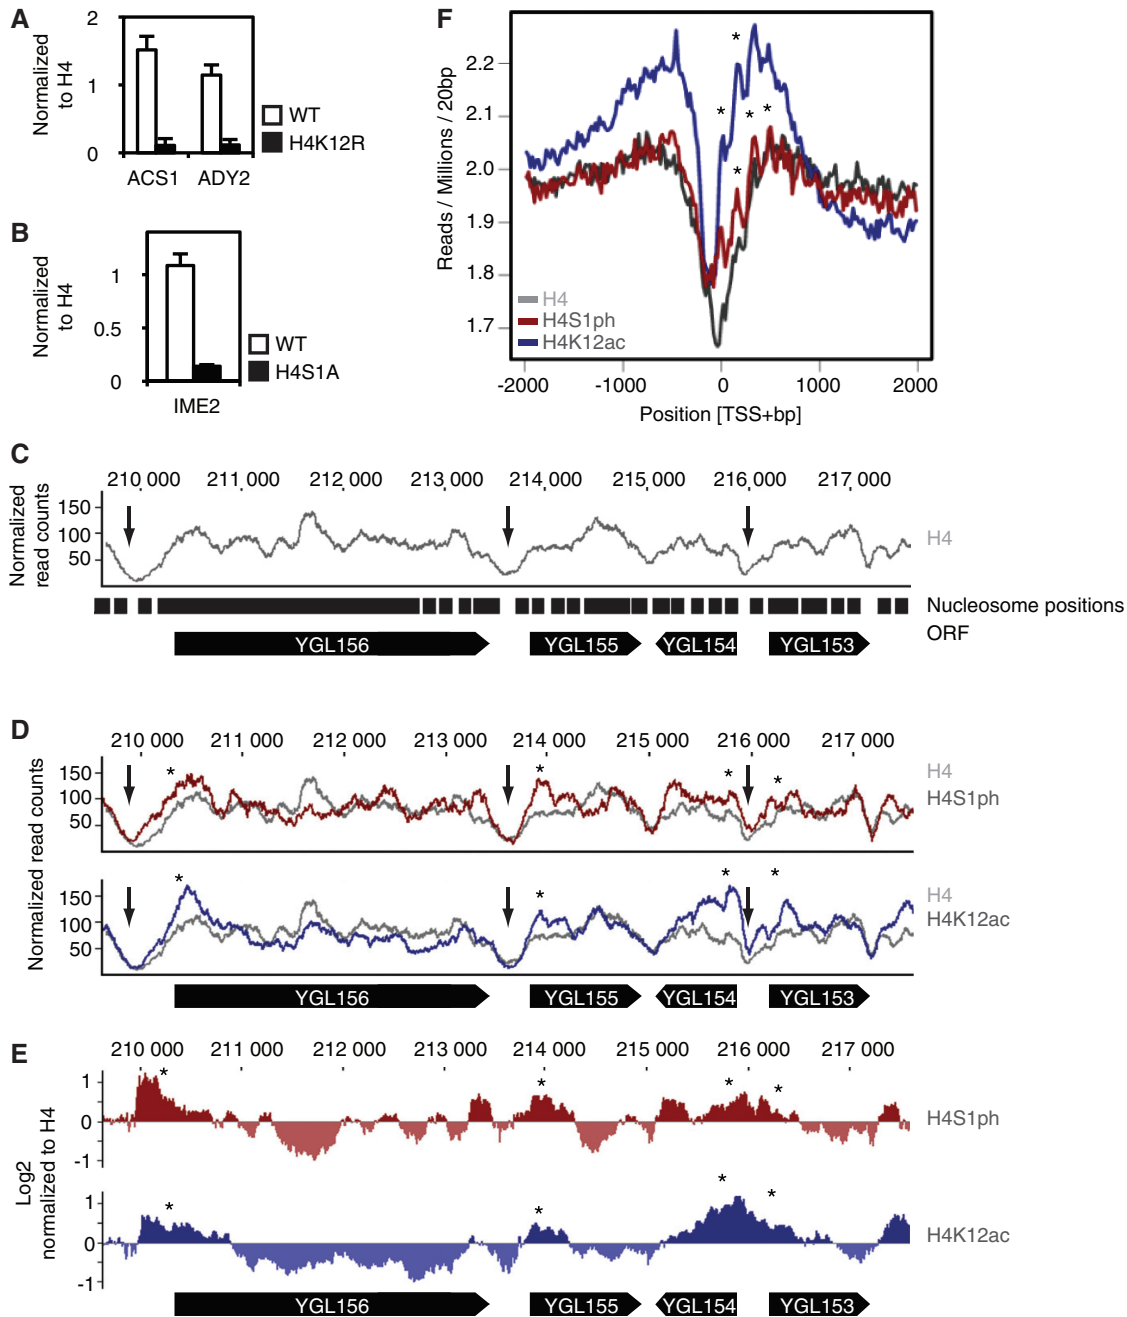 A
Normalized
to H4
2
1
0
ACS1 ADY2
WT
H4K12R
B
Normalized
to H4
1
0.5
0
IME2
WT
H4S1A
F
Reads / Millions / 20bp
2.2
2.1
2.0
1.9
1.8
1.7
* * * * *
H4
H4S1ph
H4K12ac
-2000 -1000 0 1000 2000
Position [TSS+bp]
C
210 000 211 000 212 000 213 000 214 000 215 000 216 000 217 000
Normalized
read counts
150
100
50
H4
Nucleosome positions
ORF
YGL156 YGL155 YGL154 YGL153
D
210 000 211 000 212 000 213 000 214 000 215 000 216 000 217 000
Normalized read counts
150
100
50
* * * *
H4
H4S1ph
150
100
50
* * * *
H4
H4K12ac
YGL156 YGL155 YGL154 YGL153
E
210 000 211 000 212 000 213 000 214 000 215 000 216 000 217 000
Log2
normalized to H4
1
0
-1
* * * *
H4S1ph
1
0
-1
* * * *
H4K12ac
YGL156 YGL155 YGL154 YGL153